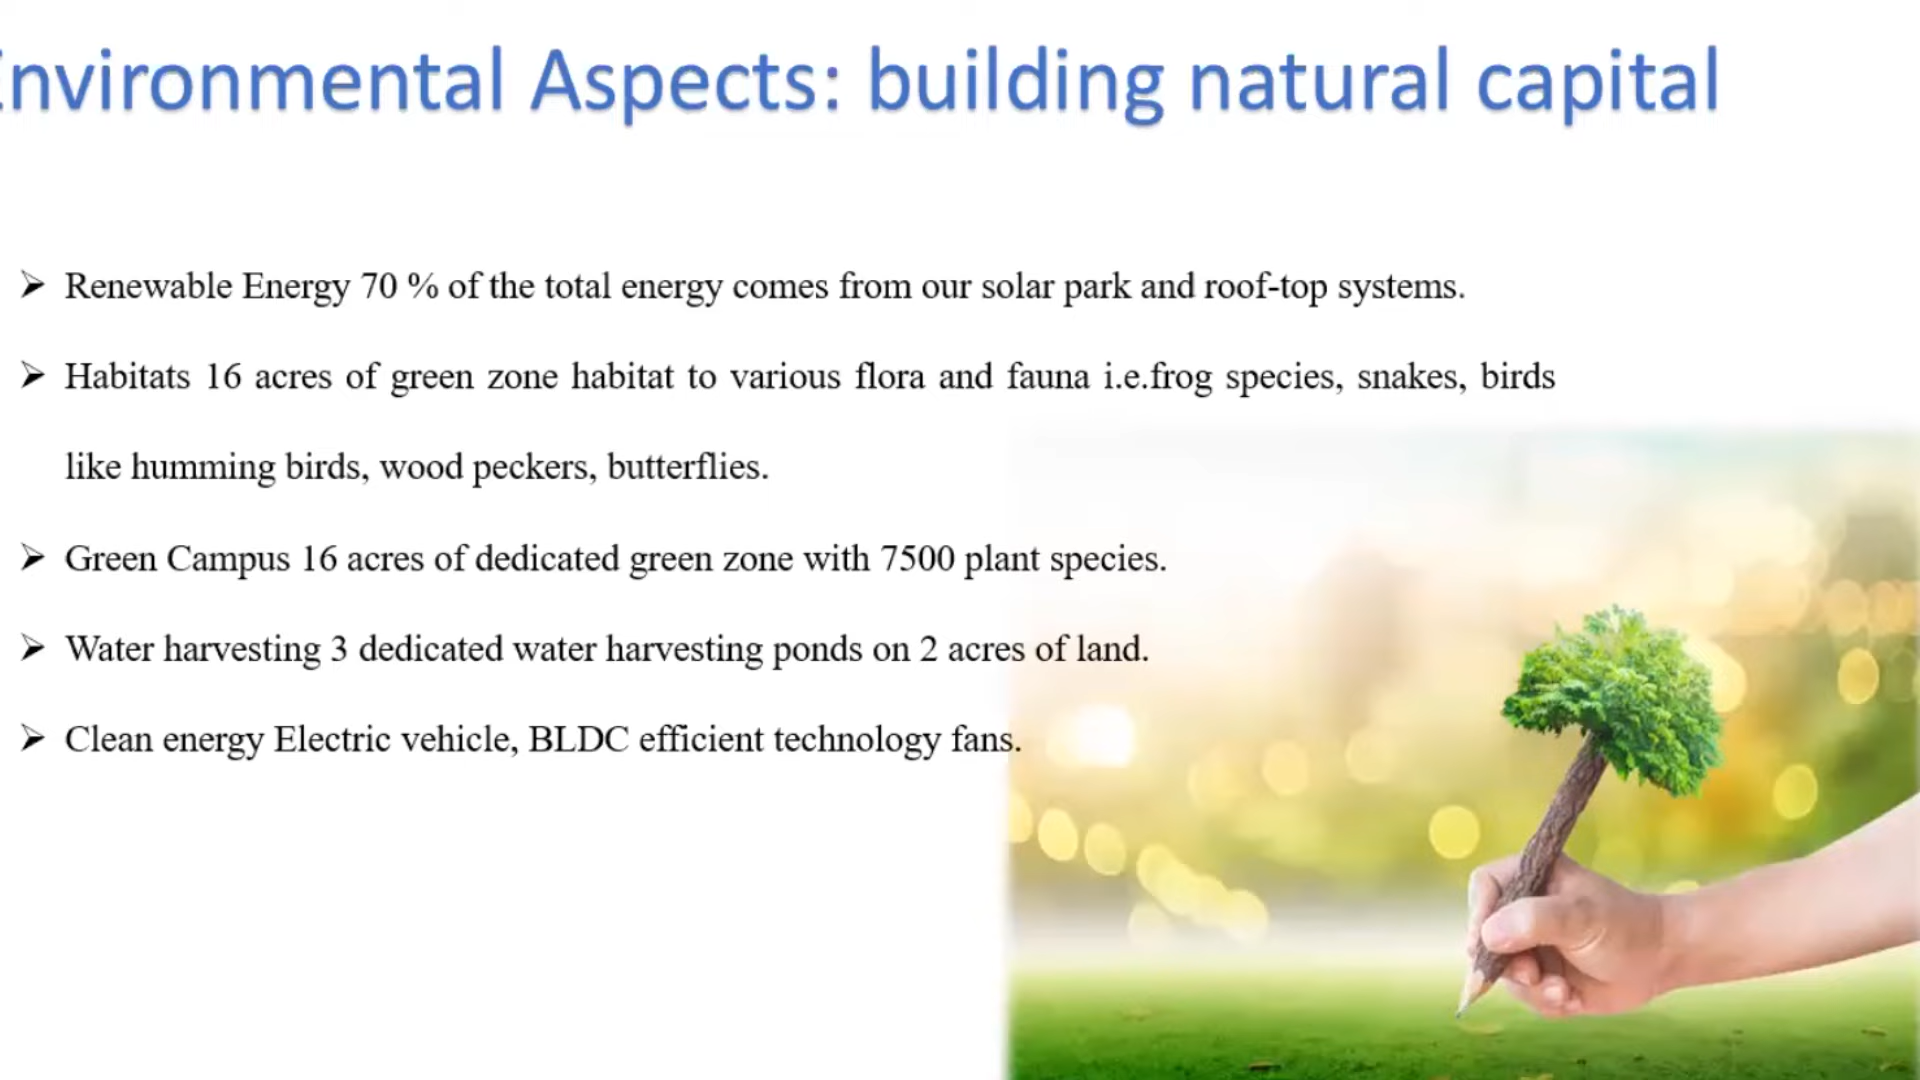 Environmental Aspects: building natural capital
➢ Renewable Energy 70 % of the total energy comes from our solar park and roof-top systems.
➢ Habitats 16 acres of green zone habitat to various flora and fauna i.e.frog species, snakes, birds
like humming birds, wood peckers, butterflies.
➢ Green Campus 16 acres of dedicated green zone with 7500 plant species.
➢ Water harvesting 3 dedicated water harvesting ponds on 2 acres of land.
➢ Clean energy Electric vehicle, BLDC efficient technology fans.